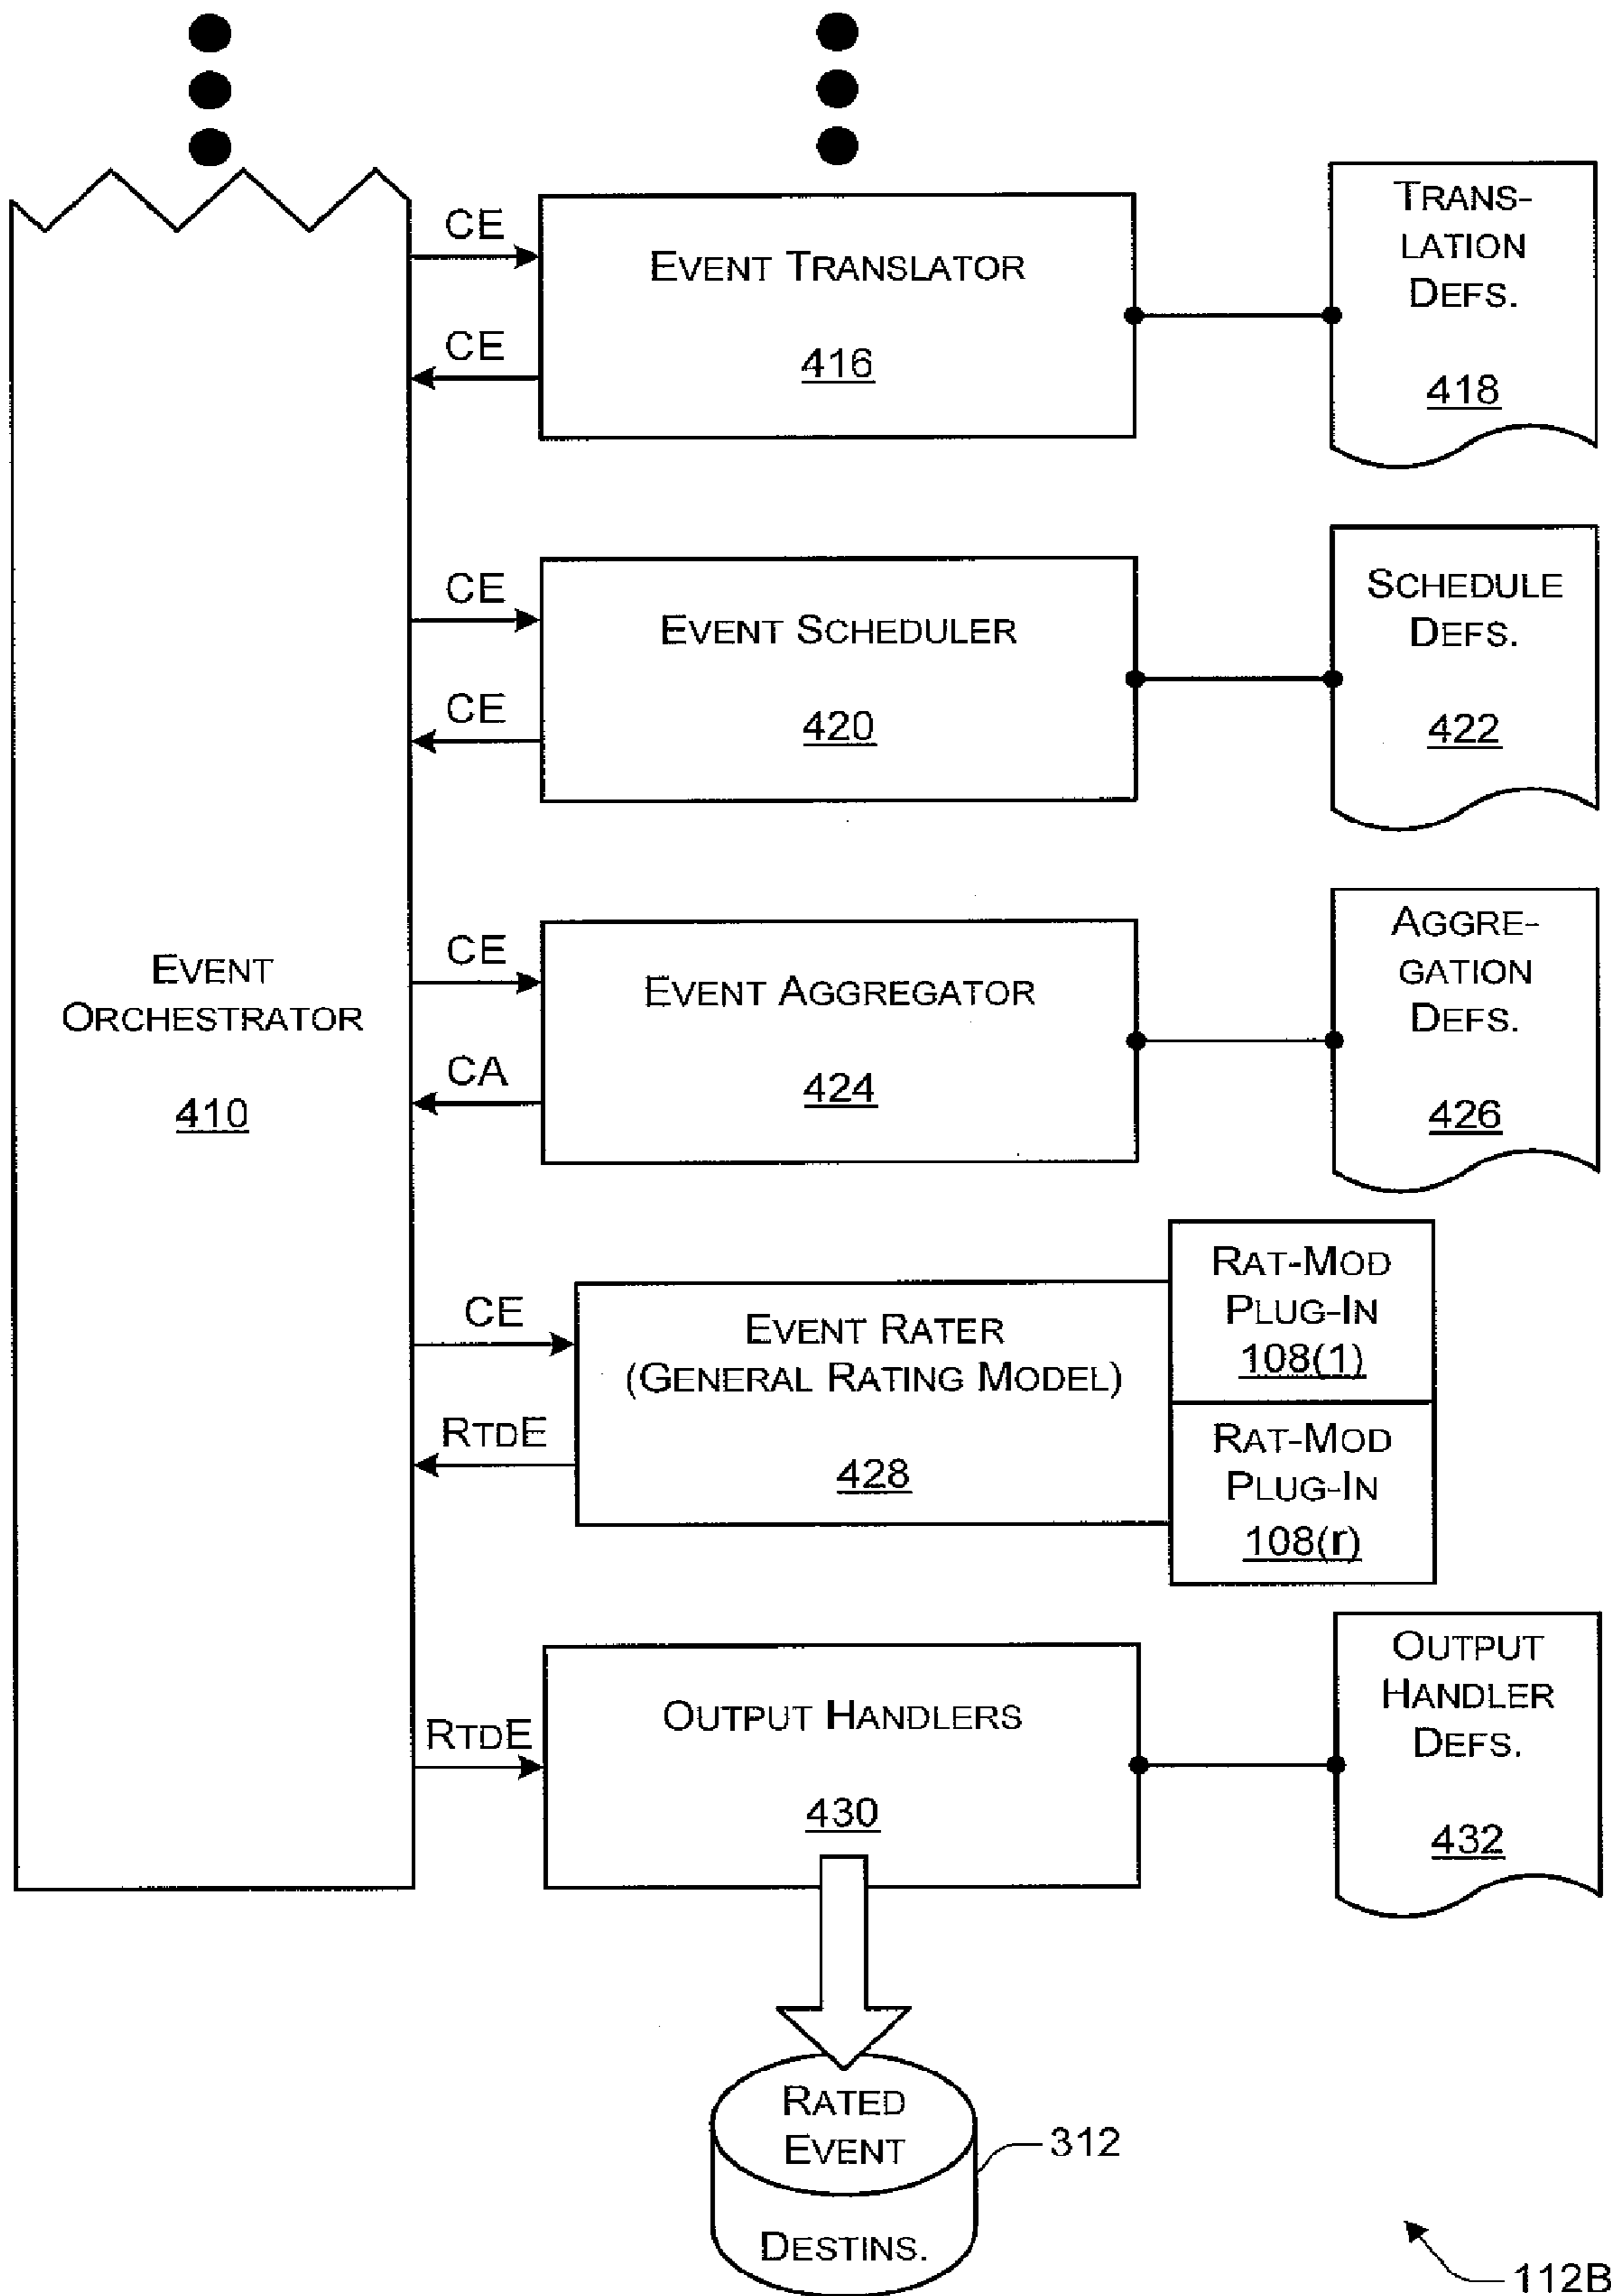 CE
EVENT TRANSLATOR
416
CE
TRANS-
LATION
DEFS.
418
CE
EVENT SCHEDULER
420
CE
SCHEDULE
DEFS.
422
EVENT
ORCHESTRATOR
410
CE
EVENT AGGREGATOR
424
CA
AGGRE-
GATION
DEFS.
426
CE
EVENT RATER
(GENERAL RATING MODEL)
428
RTDE
RAT-MOD
PLUG-IN
108(1)
RAT-MOD
PLUG-IN
108(r)
RTDE
OUTPUT HANDLERS
430
OUTPUT
HANDLER
DEFS.
432
RATED
EVENT
DESTINS.
312
112B